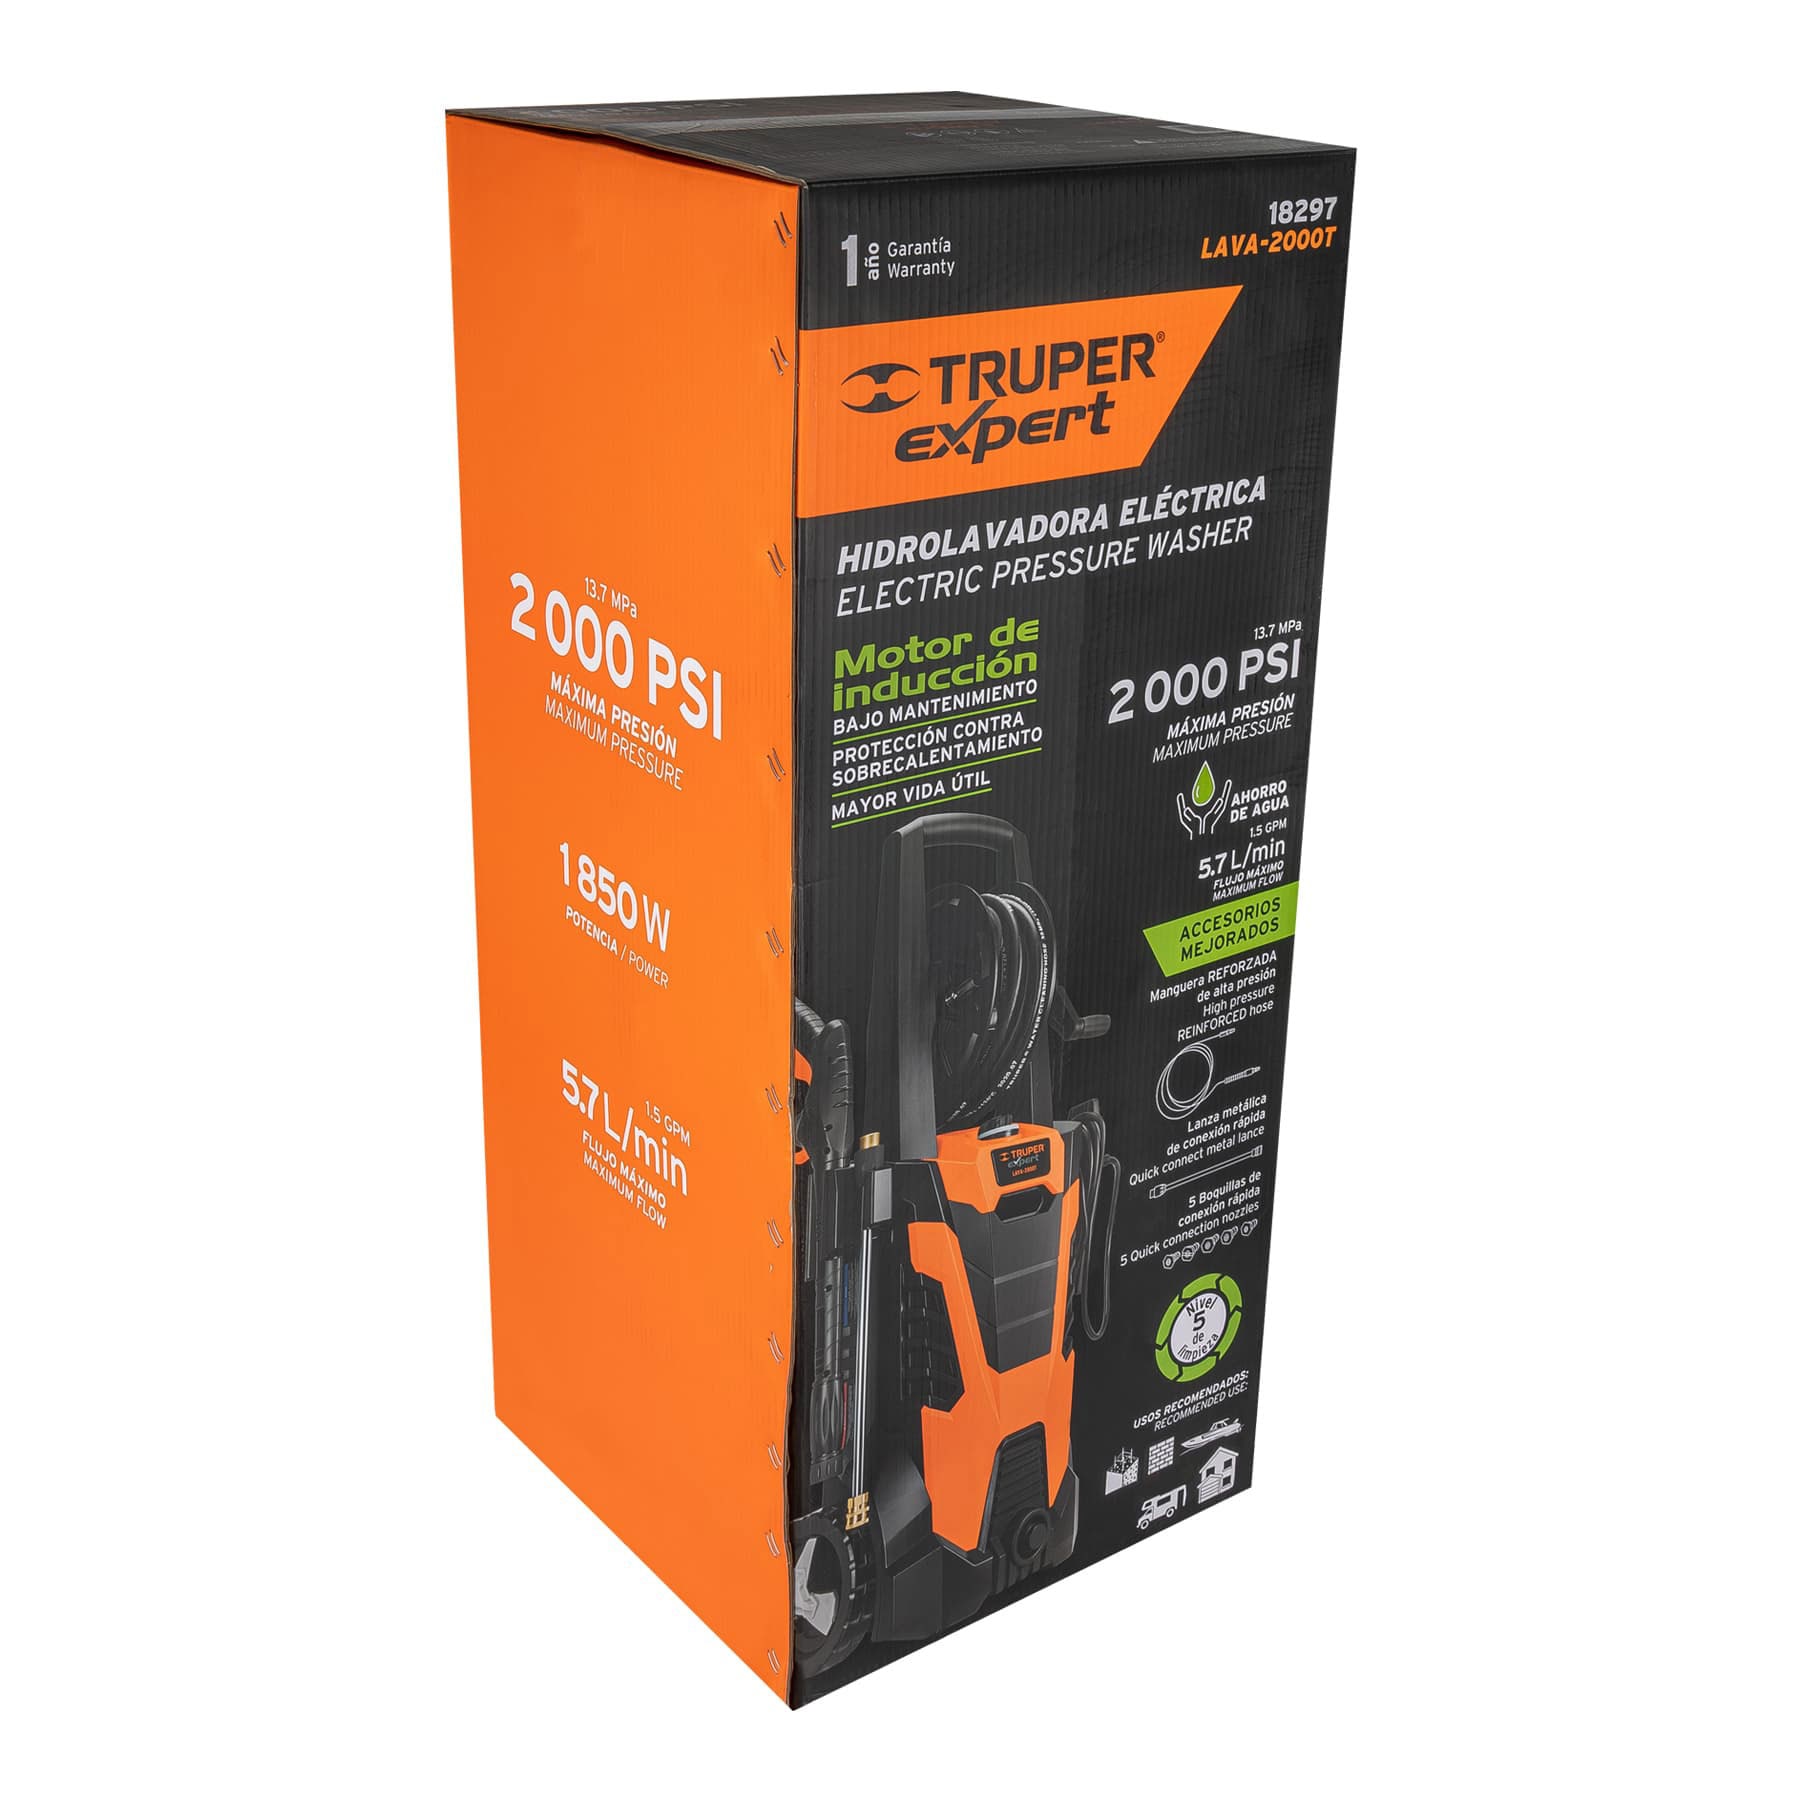 2 000 PSI
13.7 MPa
2 000 PSI
MÁXIMA PRESIÓN
MAXIMUM PRESSURE
1 850 W
POTENCIA / POWER
1.5 GPM
5.7 L/min
FLUJO MÁXIMO
MAXIMUM FLOW
18297
LAVA-2000T
1 año Garantía
Warranty
TRUPER®
expert
HIDROLAVADORA ELÉCTRICA
ELECTRIC PRESSURE WASHER
Motor de
inducción
BAJO MANTENIMIENTO
PROTECCIÓN CONTRA
SOBRECALENTAMIENTO
MAYOR VIDA ÚTIL
13.7 MPa
2 000 PSI
MÁXIMA PRESIÓN
MAXIMUM PRESSURE
AHORRO
DE AGUA
1.5 GPM
5.7 L/min
FLUJO MÁXIMO
MAXIMUM FLOW
ACCESORIOS
MEJORADOS
Manguera REFORZADA
de alta presión
High pressure
REINFORCED hose
Lanza metálica
de conexión rápida
Quick connect metal lance
5 Boquillas de
conexión rápida
5 Quick connection nozzles
Nivel
5
de
limpieza
USOS RECOMENDADOS:
RECOMMENDED USE:
TRUPER
expert
LAVA-2000T